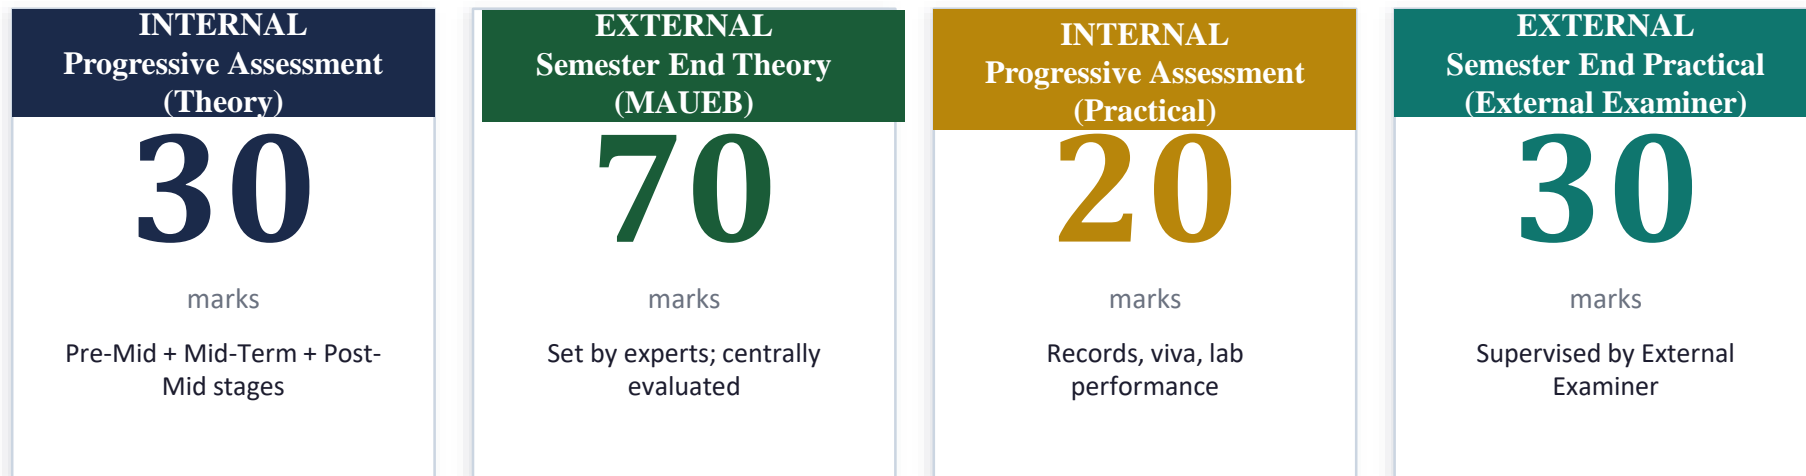 INTERNAL
Progressive Assessment
(Theory)
30
marks
Pre-Mid + Mid-Term + Post-
Mid stages
EXTERNAL
Semester End Theory
(MAUEB)
70
marks
Set by experts; centrally
evaluated
INTERNAL
Progressive Assessment
(Practical)
20
marks
Records, viva, lab
performance
EXTERNAL
Semester End Practical
(External Examiner)
30
marks
Supervised by External
Examiner